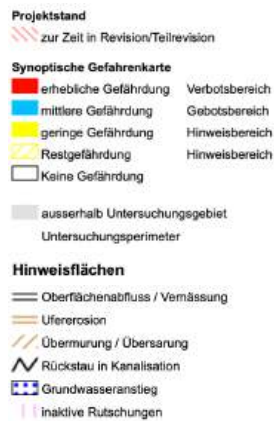 Projektstand
zur Zeit in Revision/Teilrevision
Synoptische Gefahrenkarte
erhebliche Gefährdung Verbotsbereich
mittlere Gefährdung Gebotsbereich
geringe Gefährdung Hinweisbereich
Restgefährdung Hinweisbereich
Keine Gefährdung
ausserhalb Untersuchungsgebiet
Untersuchungsperimeter
Hinweisflächen
Oberflächenabfluss / Vernässung
Ufererosion
Übermurung / Übersarung
Rückstau in Kanalisation
Grundwasseranstieg
inaktive Rutschungen